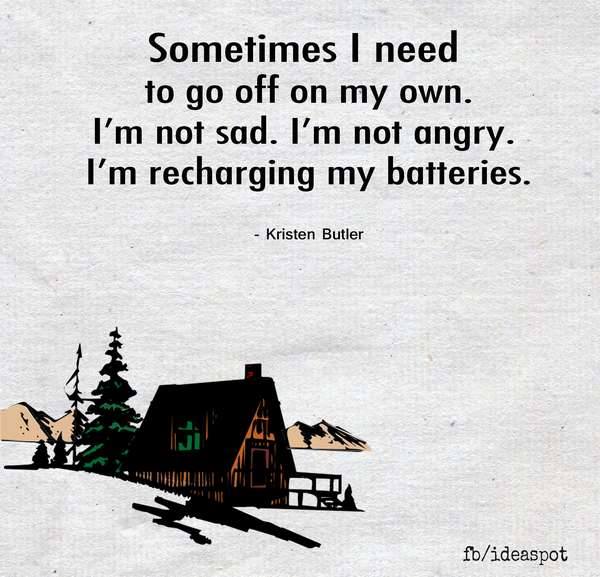 Sometimes I need
to go off on my own.
I'm not sad. I'm not angry.
I'm recharging my batteries.
- Kristen Butler
fb/ideaspot